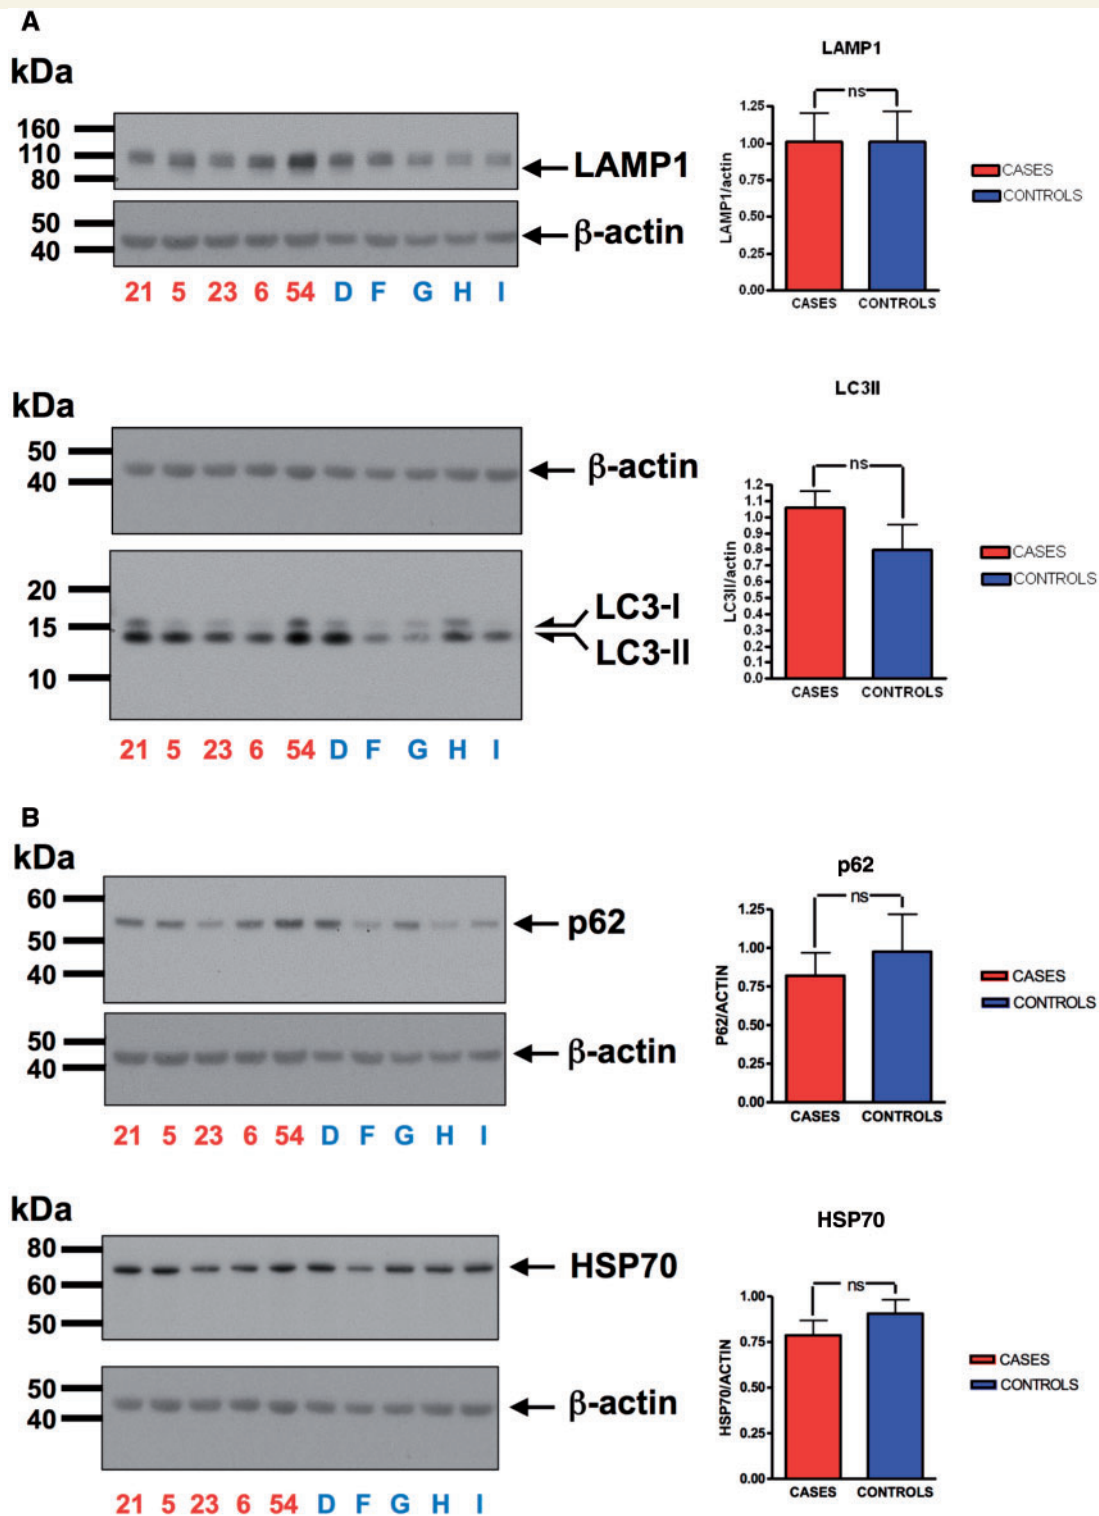 A
kDa
160
110
80
LAMP1
50
40
β-actin
21 5 23 6 54 D F G H I
LAMP1
ns
1.25
1.00
0.75
0.50
0.25
0.00
LAMP1/actin
CASES CONTROLS
CASES
CONTROLS
kDa
50
40
β-actin
20
15
10
LC3-I
LC3-II
21 5 23 6 54 D F G H I
LC3II
ns
1.2
1.1
1.0
0.9
0.8
0.7
0.6
0.5
0.4
0.3
0.2
0.1
0.0
LC3II/actin
CASES CONTROLS
CASES
CONTROLS
B
kDa
60
50
40
p62
50
40
β-actin
21 5 23 6 54 D F G H I
p62
ns
1.25
1.00
0.75
0.50
0.25
0.00
P62/ACTIN
CASES CONTROLS
CASES
CONTROLS
kDa
80
60
50
HSP70
50
40
β-actin
21 5 23 6 54 D F G H I
HSP70
ns
1.00
0.75
0.50
0.25
0.00
HSP70/ACTIN
CASES CONTROLS
CASES
CONTROLS